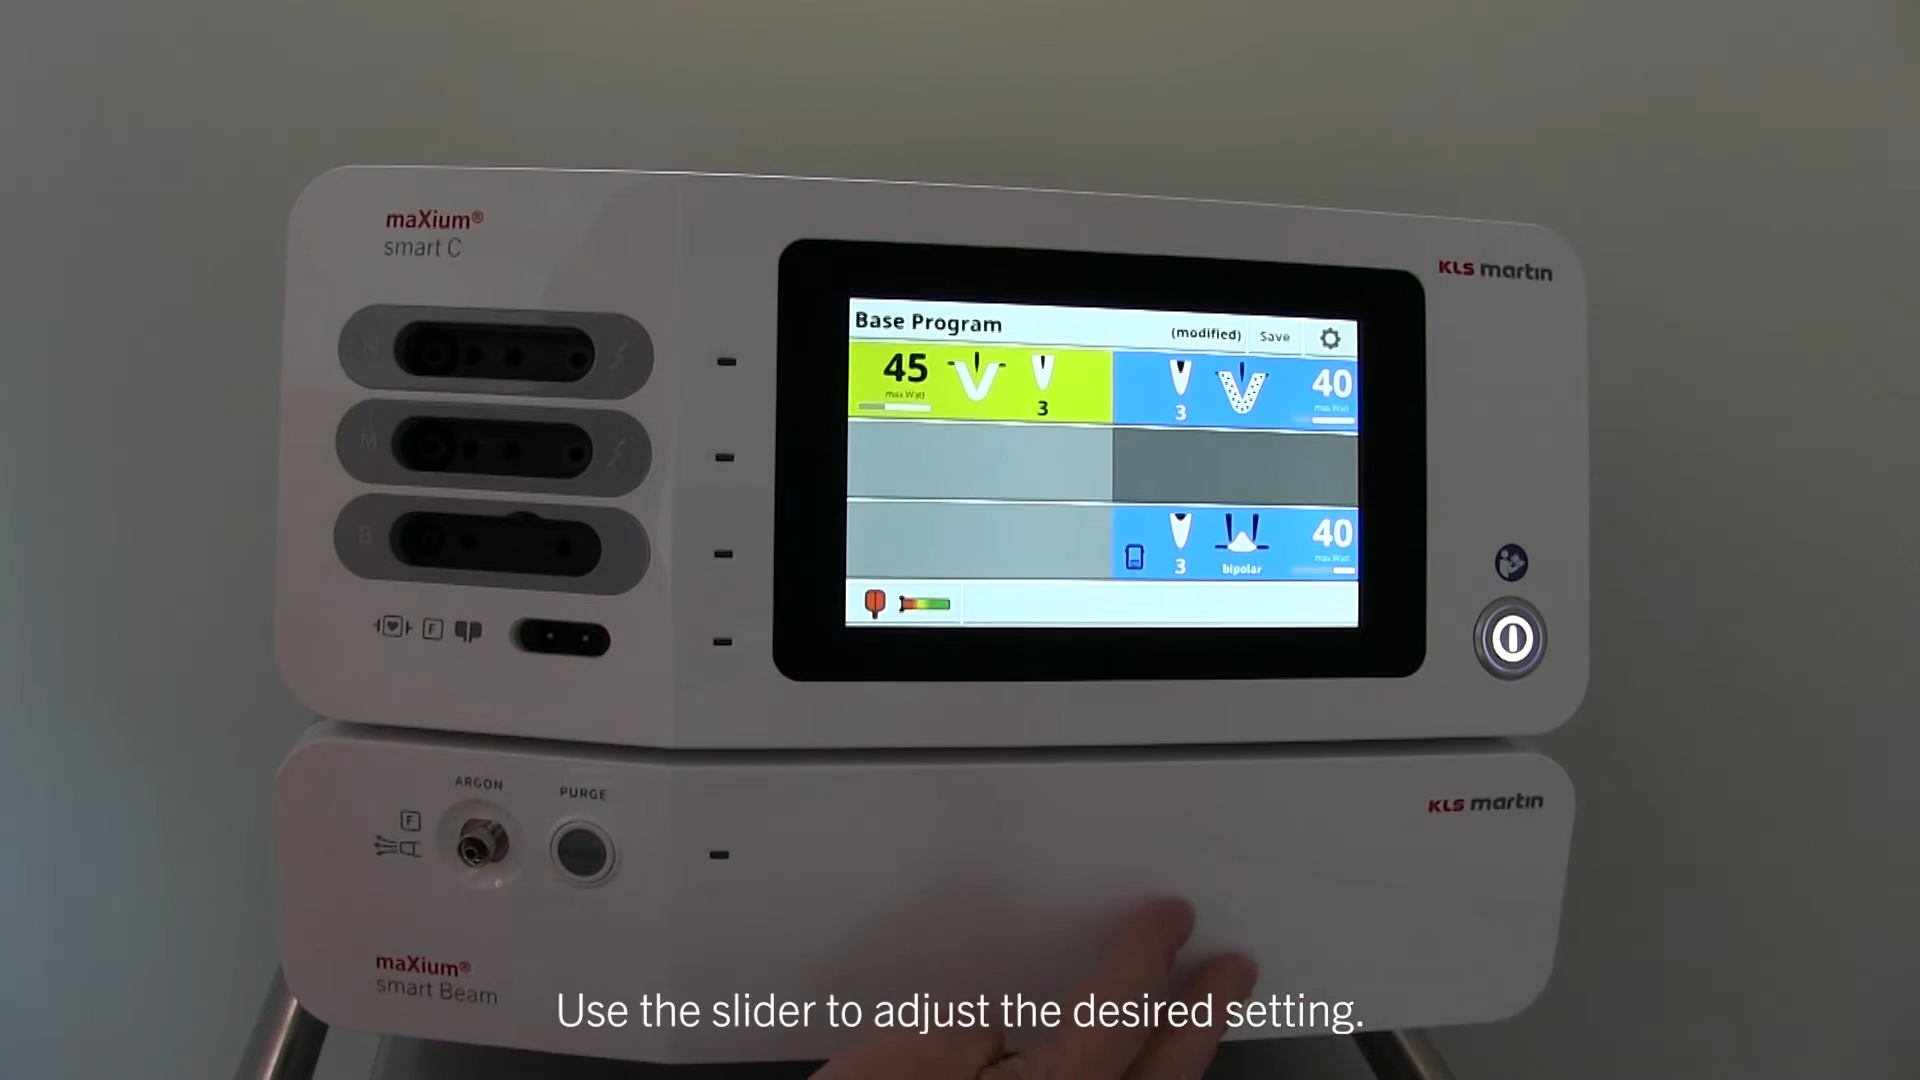 maXium®
smart C
KLS martin
Base Program
(modified)
Save
45
max Watt
3
3
40
max Watt
M
B
3
bipolar
40
max Watt
F
ARGON
PURGE
F
KLS martin
maXium®
smart Beam
Use the slider to adjust the desired setting.